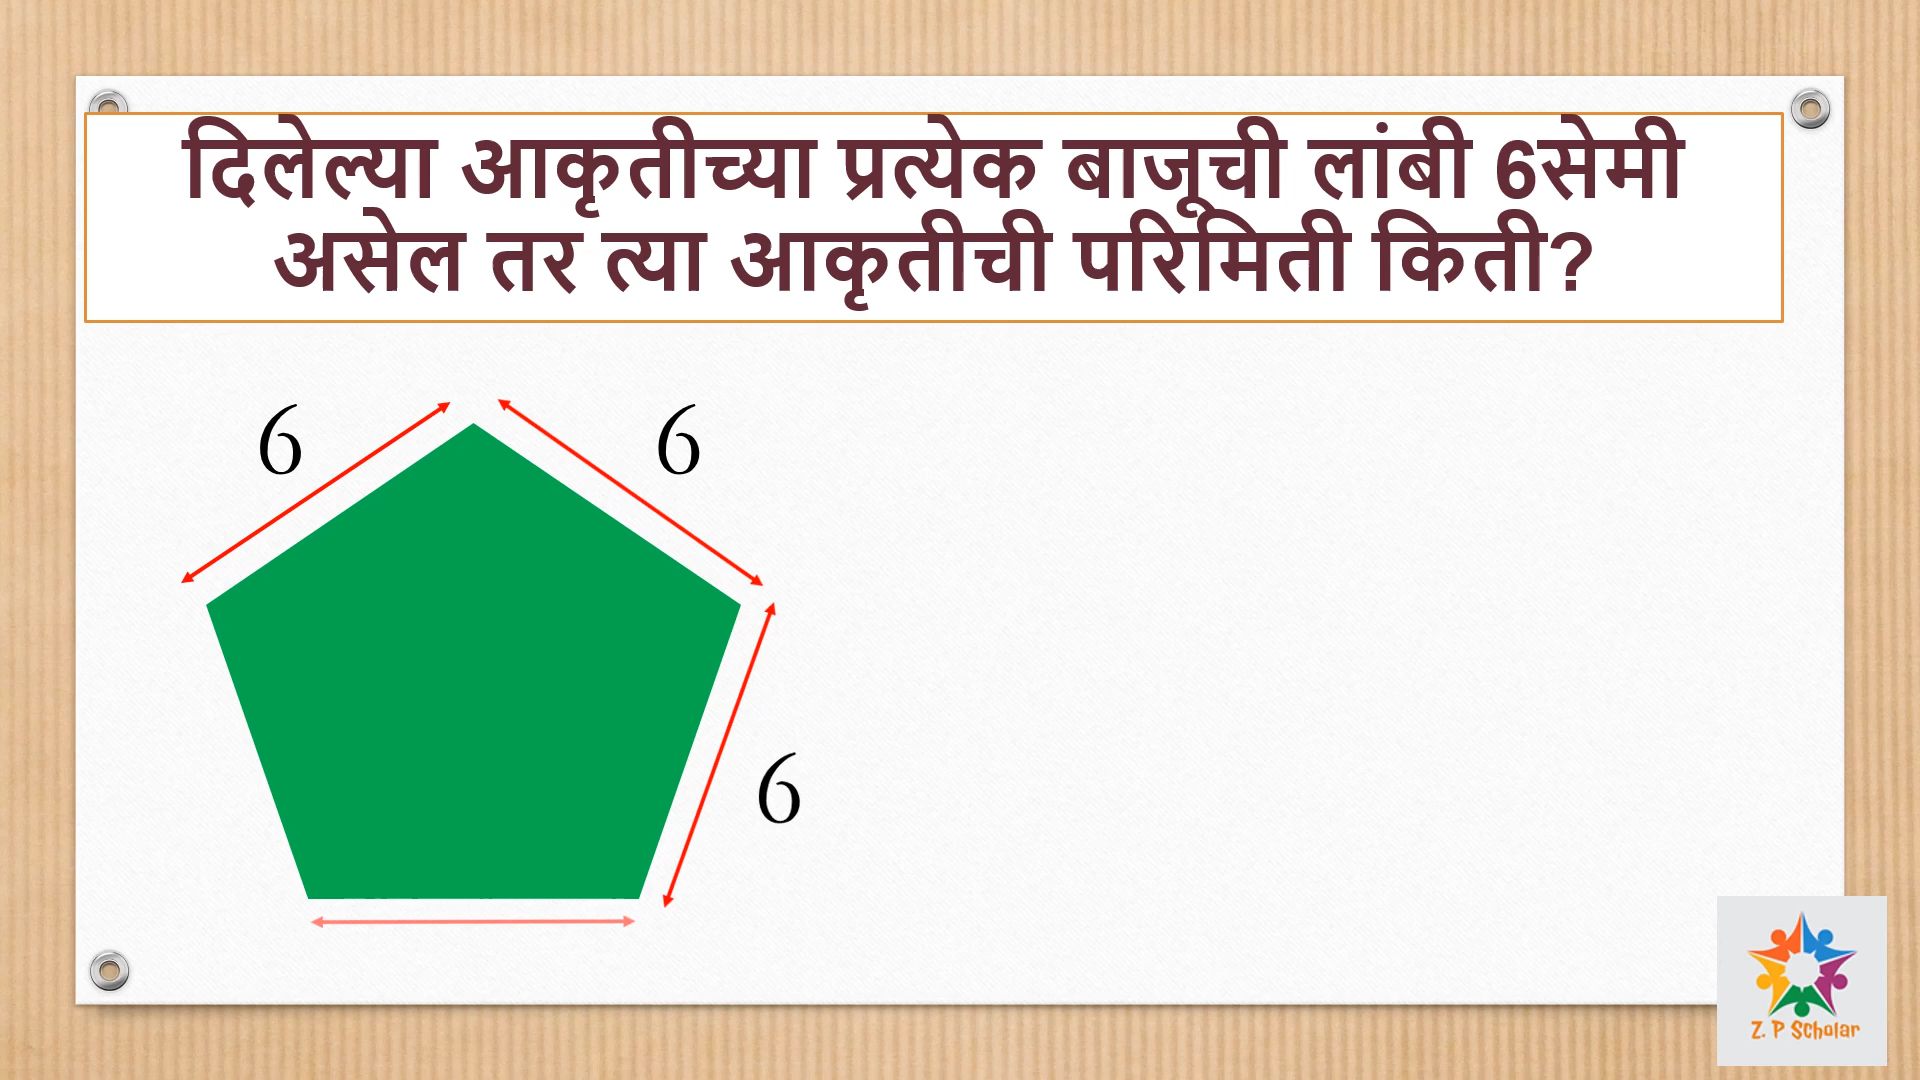 दिलेल्या आकृतीच्या प्रत्येक बाजूची लांबी 6सेमी
असेल तर त्या आकृतीची परिमिती किती?
6
6
6
Z. P Scholar